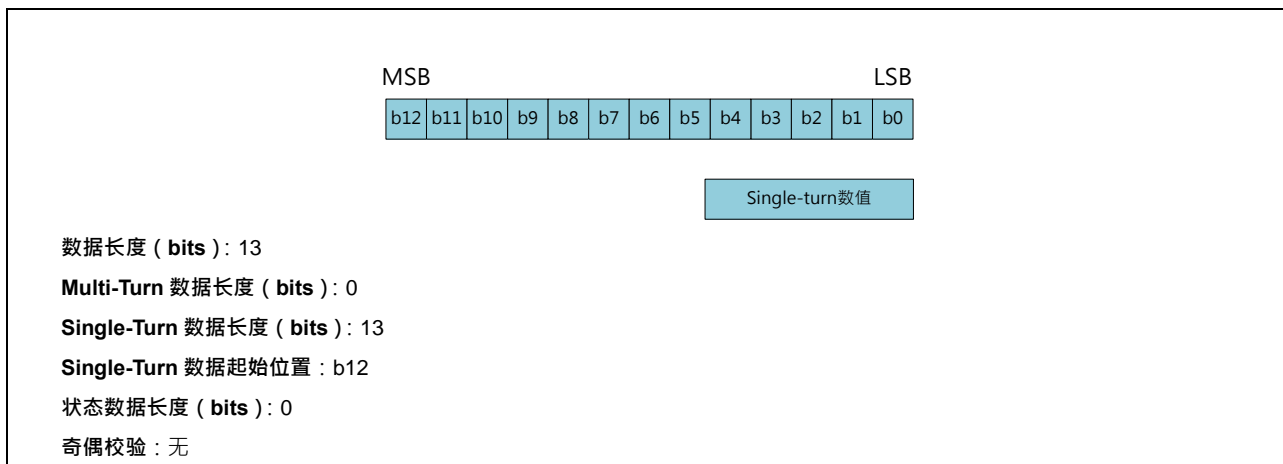 MSB LSB
b12 b11 b10 b9 b8 b7 b6 b5 b4 b3 b2 b1 b0
Single-turn数值
数据长度（bits）：13
Multi-Turn 数据长度（bits）：0
Single-Turn 数据长度（bits）：13
Single-Turn 数据起始位置：b12
状态数据长度（bits）：0
奇偶校验：无